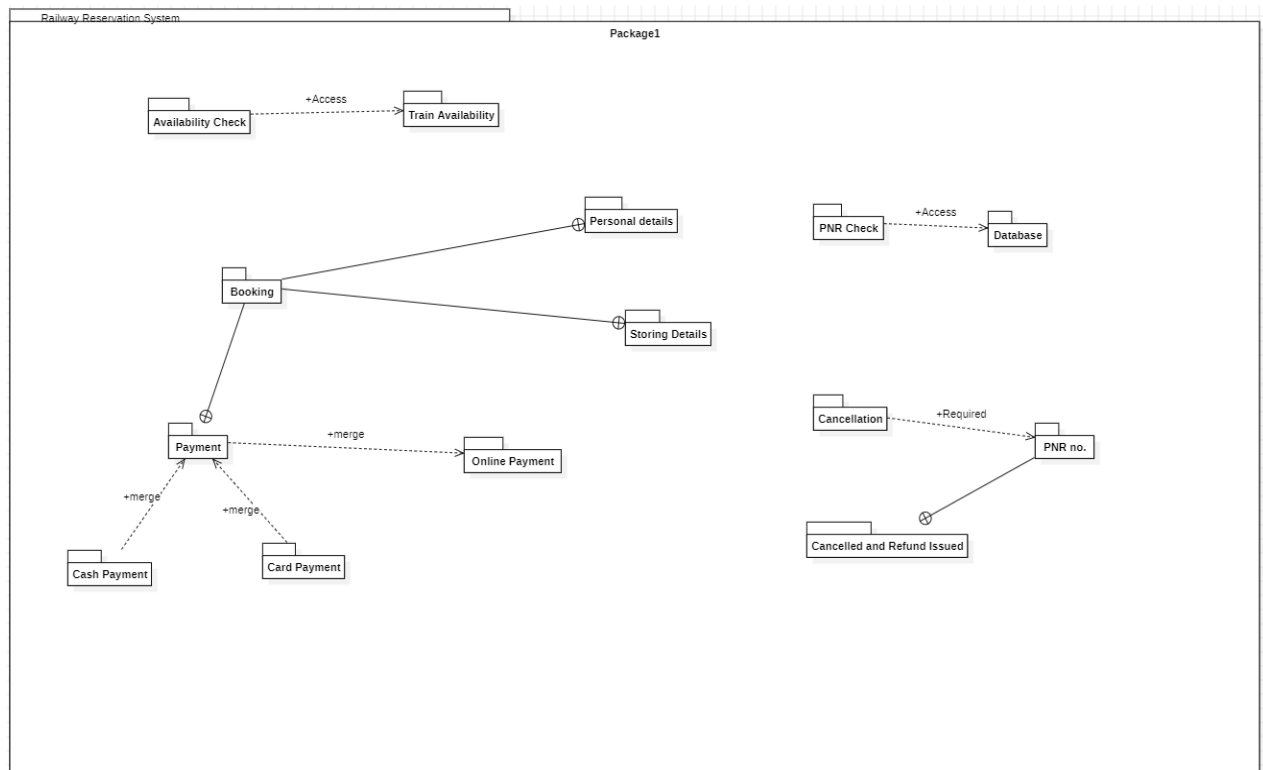 Railway Reservation System
Package1
+Access
Availability Check
Train Availability
Personal details
+Access
PNR Check
Database
Booking
Storing Details
Cancellation
+Required
PNR no.
Payment
+merge
Online Payment
+merge
+merge
Cancelled and Refund Issued
Cash Payment
Card Payment